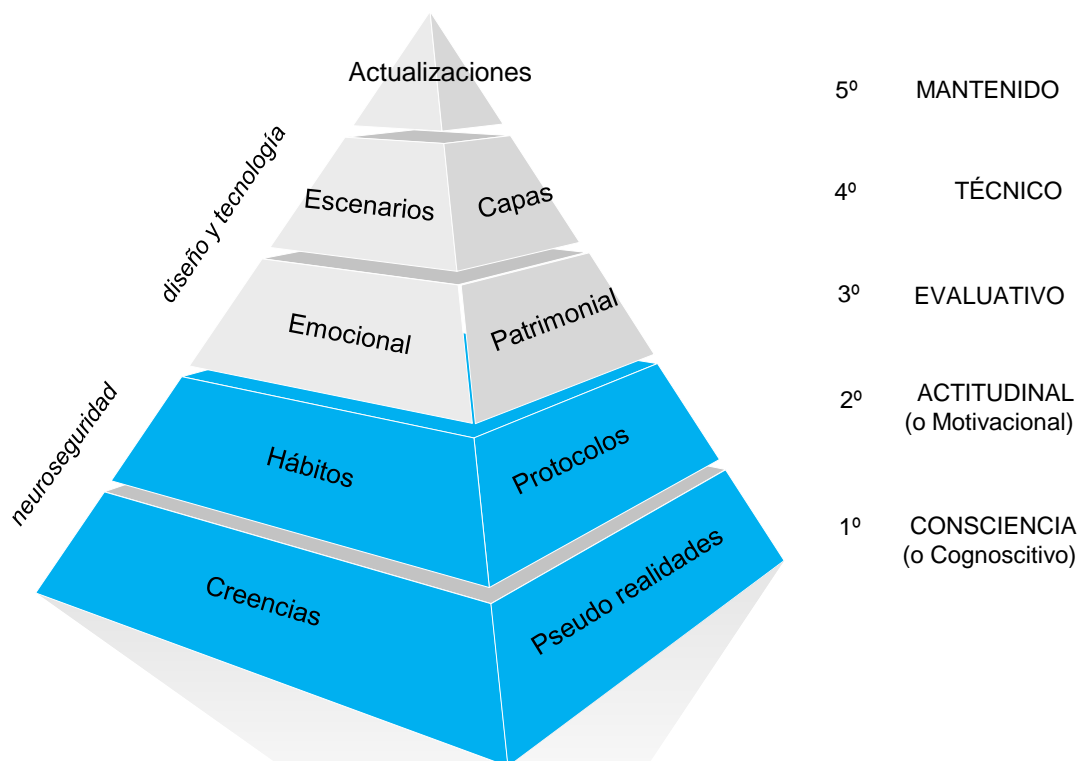 Actualizaciones
5º MANTENIDO
diseño y tecnología
Escenarios Capas
4º TÉCNICO
Emocional Patrimonial
3º EVALUATIVO
neuroseguridad
Hábitos Protocolos
2º ACTITUDINAL
(o Motivacional)
Creencias Pseudo realidades
1º CONSCIENCIA
(o Cognoscitivo)